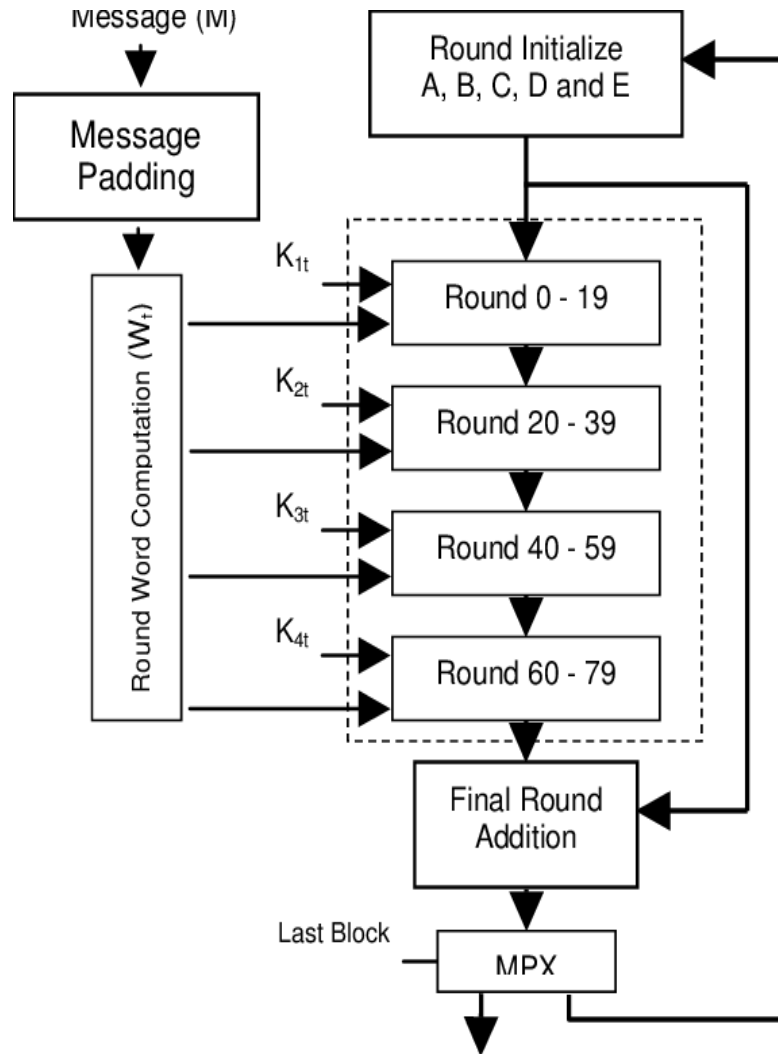 Message (M)
Message
Padding
Round Word Computation (Wₜ)
Round Initialize
A, B, C, D and E
K₁ₜ
Round 0 - 19
K₂ₜ
Round 20 - 39
K₃ₜ
Round 40 - 59
K₄ₜ
Round 60 - 79
Final Round
Addition
Last Block
MPX